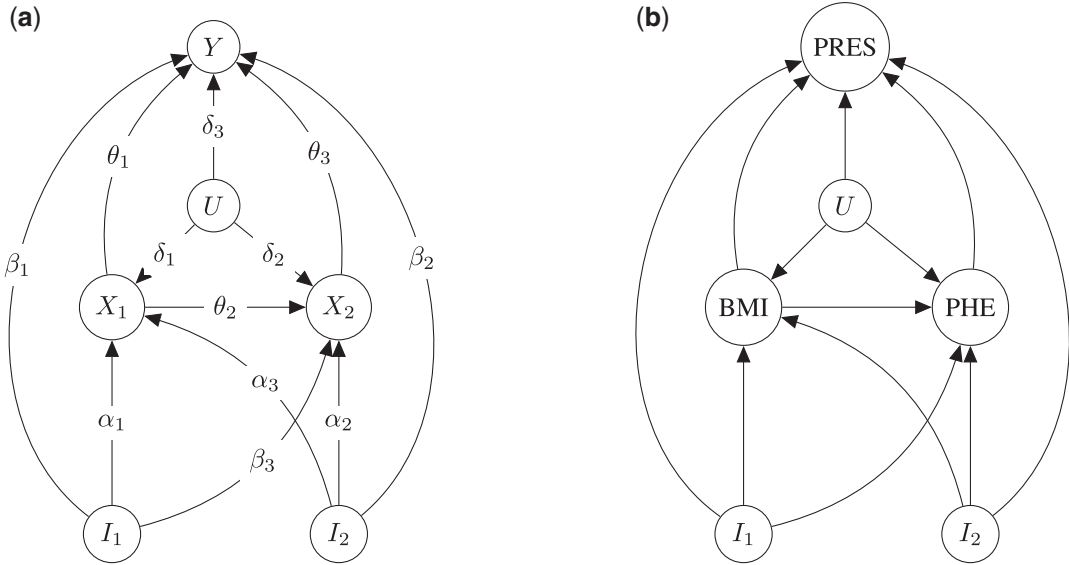 (a)
Y
δ₃
θ₁
θ₃
U
β₁
δ₁
δ₂
β₂
X₁
θ₂
X₂
α₃
α₁
α₂
β₃
I₁
I₂
(b)
PRES
U
BMI
PHE
I₁
I₂